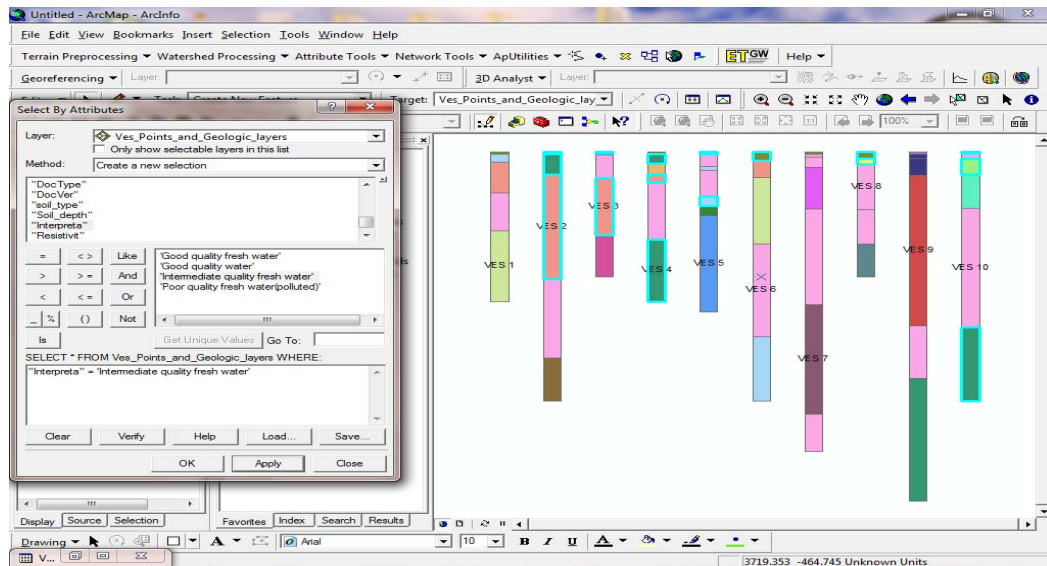 Untitled - ArcMap - ArcInfo
File Edit View Bookmarks Insert Selection Tools Window Help
Terrain Preprocessing Watershed Processing Attribute Tools Network Tools ApUtilities ETGW Help
Georeferencing Layer: 3D Analyst Layer:
Target: Ves_Points_and_Geologic_lay
Select By Attributes
100%
Layer: Ves_Points_and_Geologic_layers
Only show selectable layers in this list
Method: Create a new selection
"DocType"
"DocVer"
"soil_type"
"Soil_depth"
"Interpreta"
"Resistivit"
= < > Like
> > = And
< < = Or
_ % () Not
Is
'Good quality fresh water'
'Good quality water'
'Intermediate quality fresh water'
'Poor quality fresh water(polluted)'
Get Unique Values Go To:
SELECT * FROM Ves_Points_and_Geologic_layers WHERE:
"Interpreta" = 'Intermediate quality fresh water'
Clear Verify Help Load... Save...
OK Apply Close
VES 1
VES 2
VES 3
VES 4
VES 5
VES 6
VES 7
VES 8
VES 9
VES 10
Display Source Selection Favorites Index Search Results
Drawing A Arial 10 B I U A
V...
3719.353 -464.745 Unknown Units